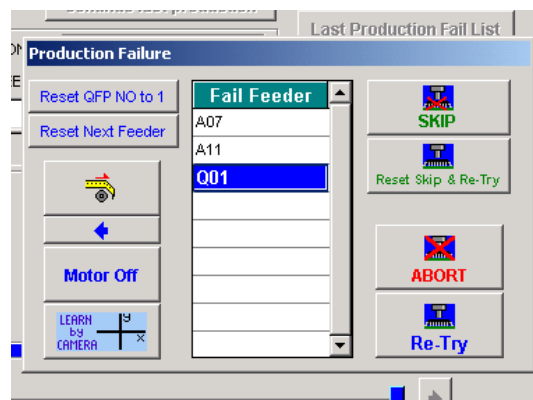 Last Production Fail List
Production Failure
Reset QFP NO to 1
Reset Next Feeder
Motor Off
LEARN
by
CAMERA
y
x
Fail Feeder
A07
A11
Q01
SKIP
Reset Skip & Re-Try
ABORT
Re-Try